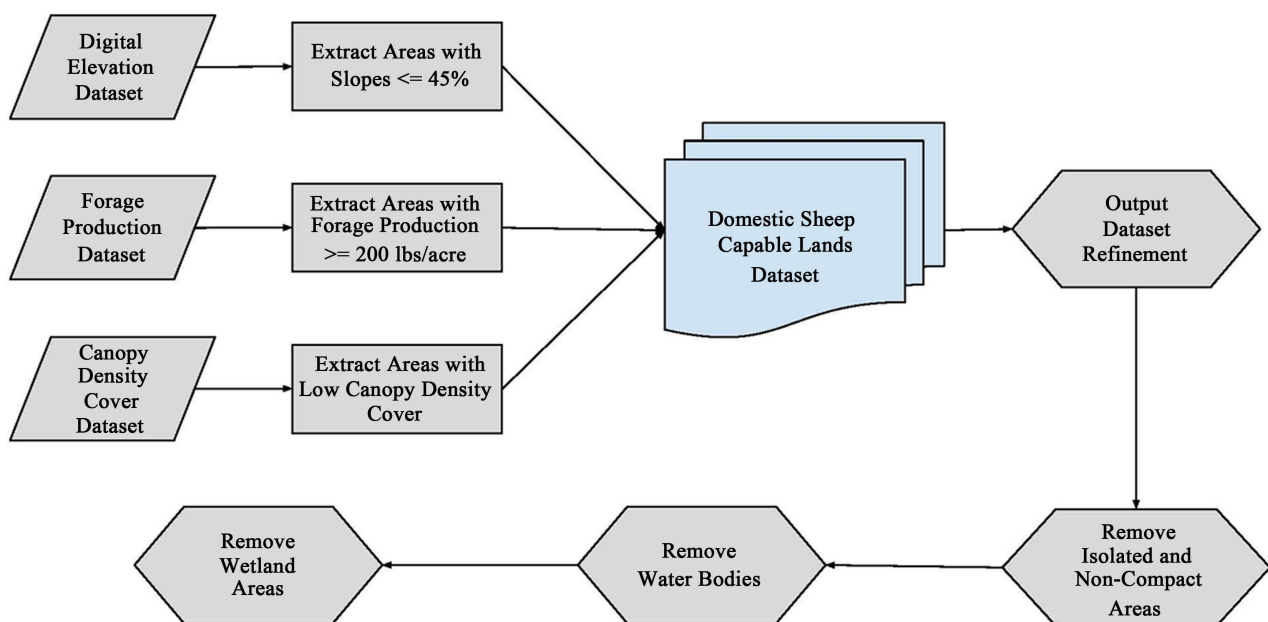 Digital
Elevation
Dataset
Extract Areas with
Slopes <= 45%
Forage
Production
Dataset
Extract Areas with
Forage Production
>= 200 lbs/acre
Canopy
Density
Cover
Dataset
Extract Areas with
Low Canopy Density
Cover
Domestic Sheep
Capable Lands
Dataset
Output
Dataset
Refinement
Remove
Isolated and
Non-Compact
Areas
Remove
Water Bodies
Remove
Wetland
Areas